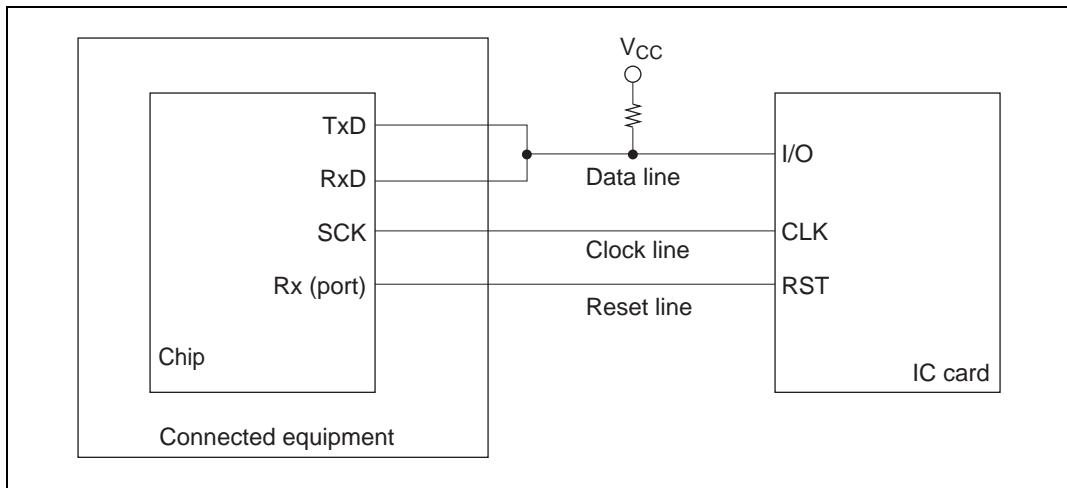 VCC
TxD
RxD
SCK
Rx (port)
Chip
Connected equipment
Data line
Clock line
Reset line
I/O
CLK
RST
IC card